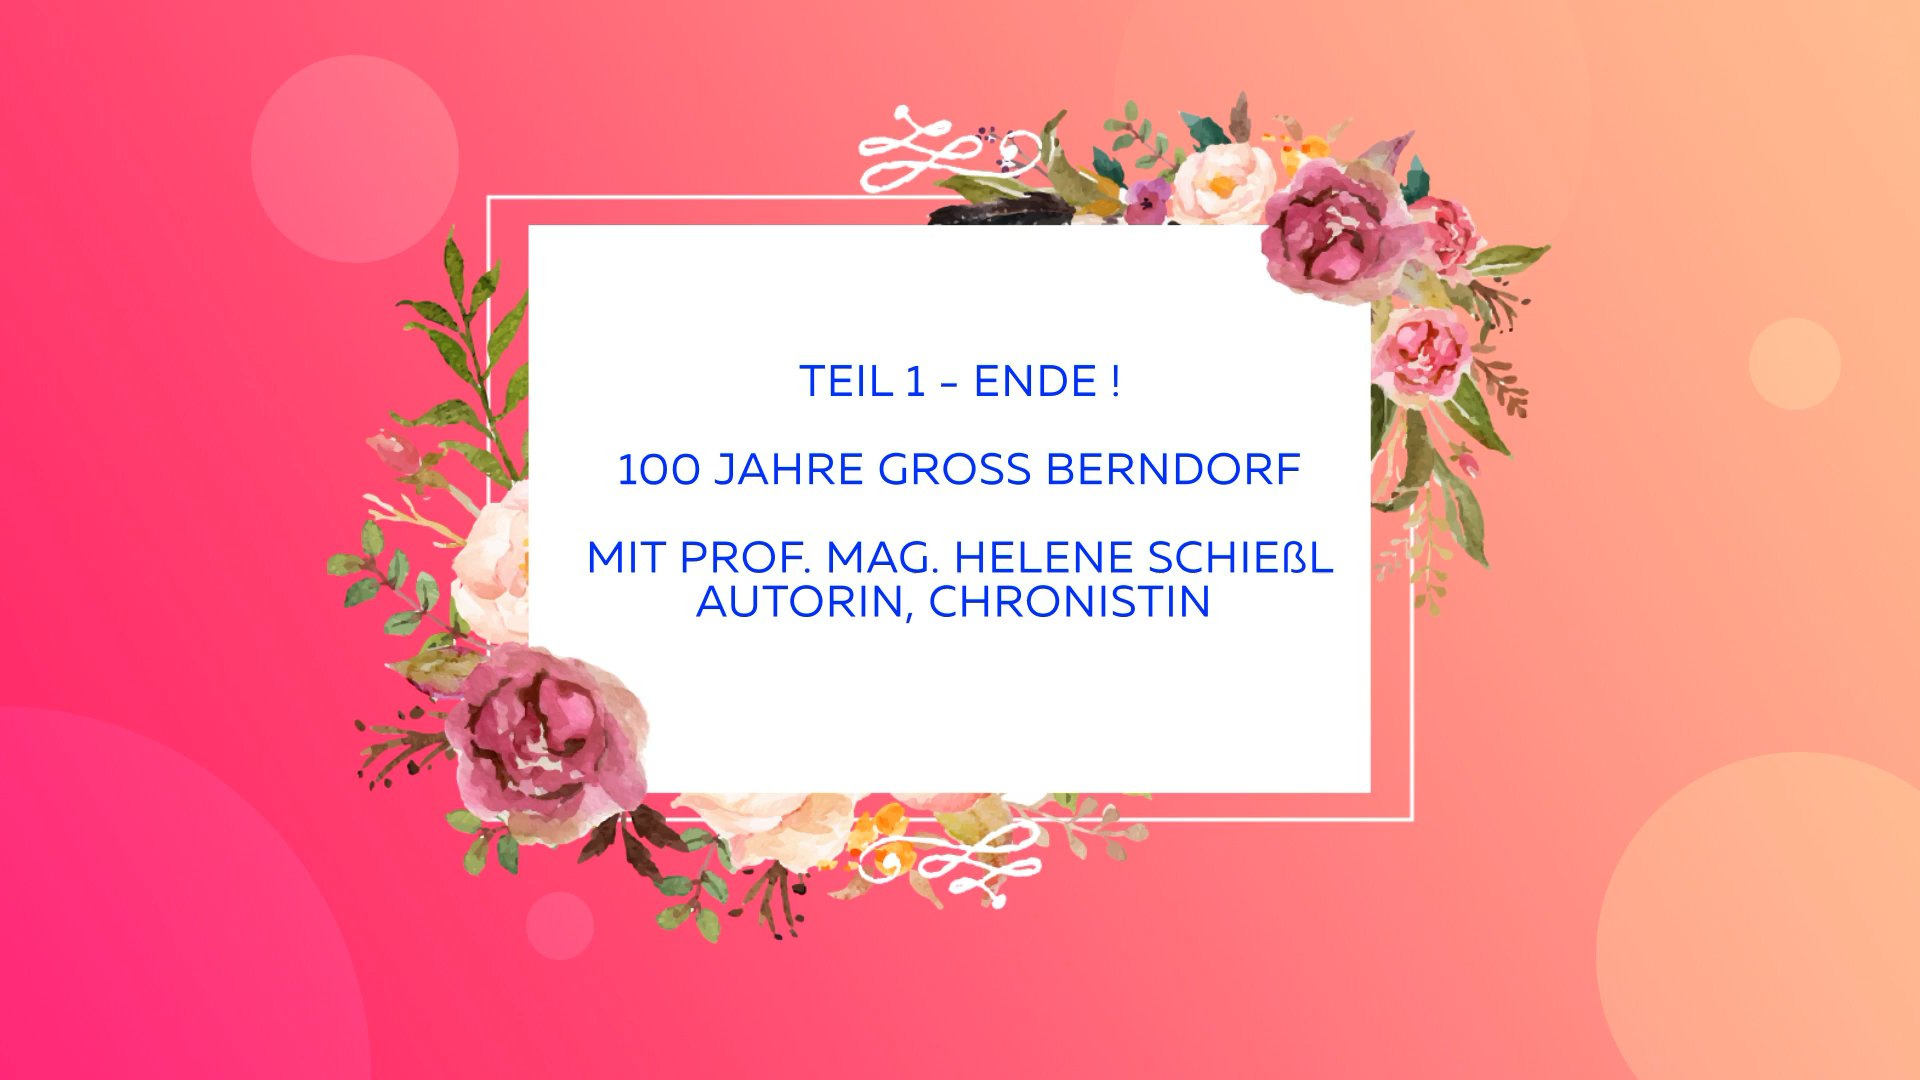 TEIL 1 - ENDE !
100 JAHRE GROSS BERNDORF
MIT PROF. MAG. HELENE SCHIEßL
AUTORIN, CHRONISTIN